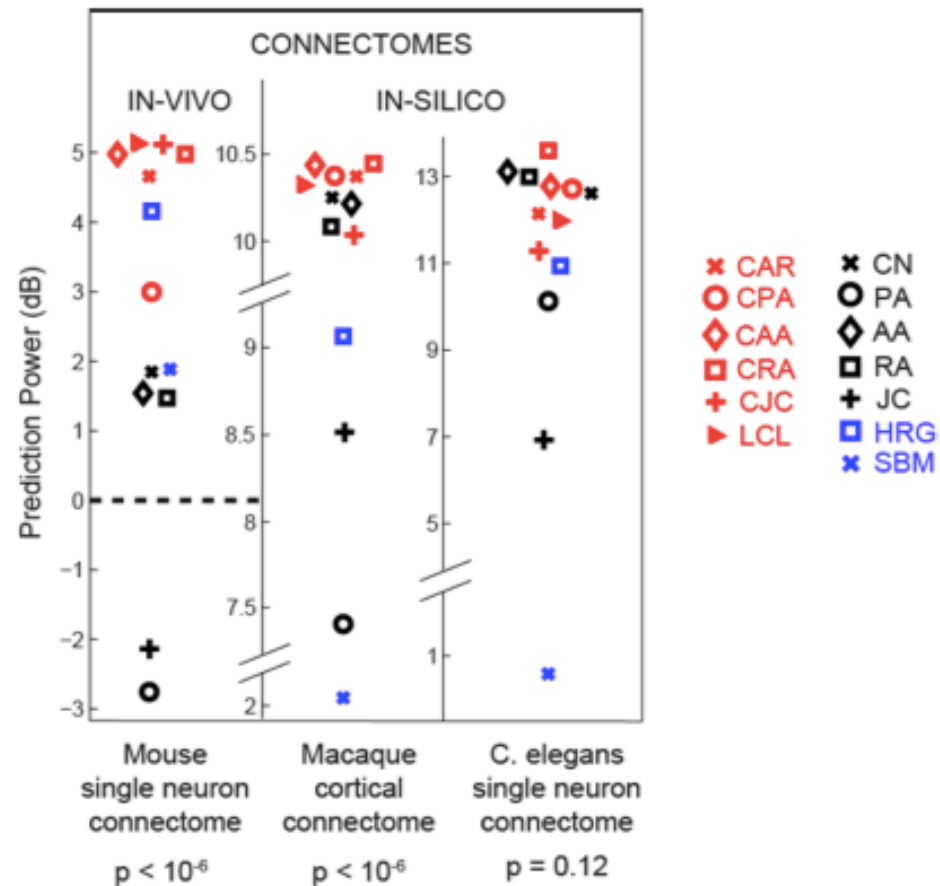 CONNECTOMES
IN-VIVO
IN-SILICO
Prediction Power (dB)
5
4
3
2
1
0
−1
−2
−3
10.5
10
9
8.5
8
7.5
2
13
11
9
7
5
1
CAR
CPA
CAA
CRA
CJC
LCL
CN
PA
AA
RA
JC
HRG
SBM
Mouse
single neuron
connectome
p < 10⁻⁶
Macaque
cortical
connectome
p < 10⁻⁶
C. elegans
single neuron
connectome
p = 0.12